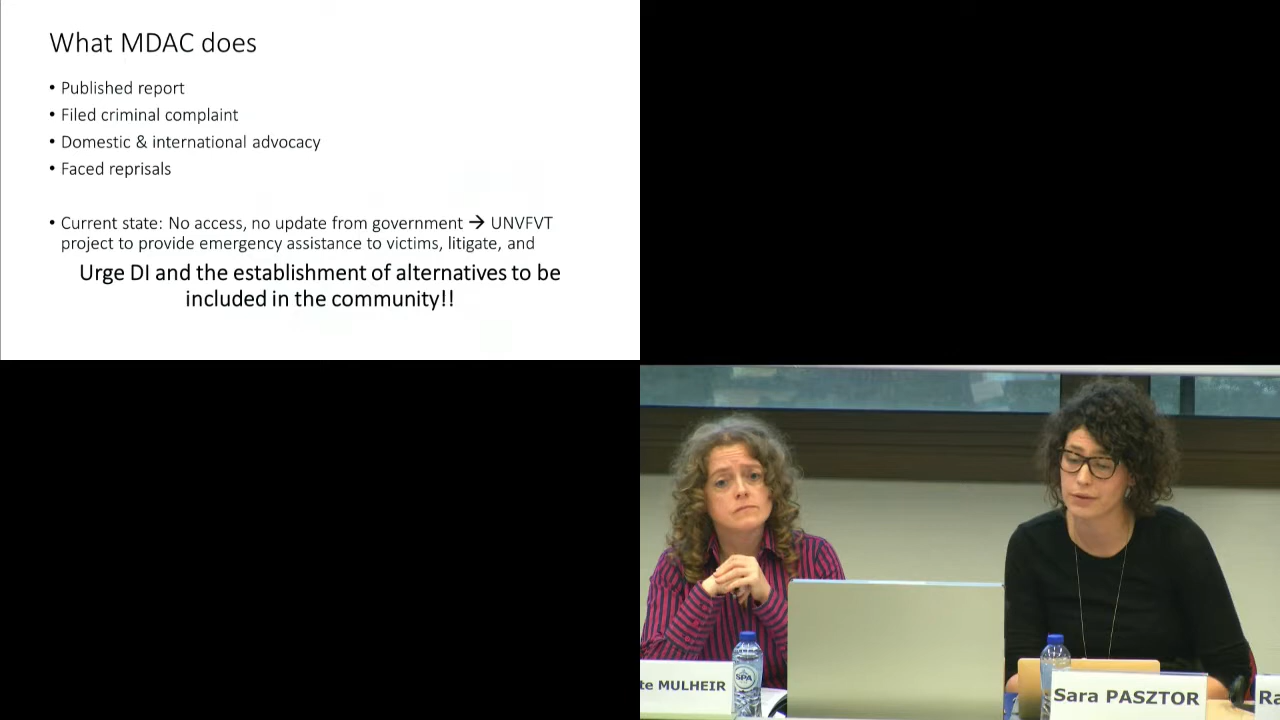 What MDAC does
• Published report
• Filed criminal complaint
• Domestic & international advocacy
• Faced reprisals
• Current state: No access, no update from government → UNVFVT
project to provide emergency assistance to victims, litigate, and
Urge DI and the establishment of alternatives to be
included in the community!!
te MULHEIR
SPA
Sara PASZTOR
Ra